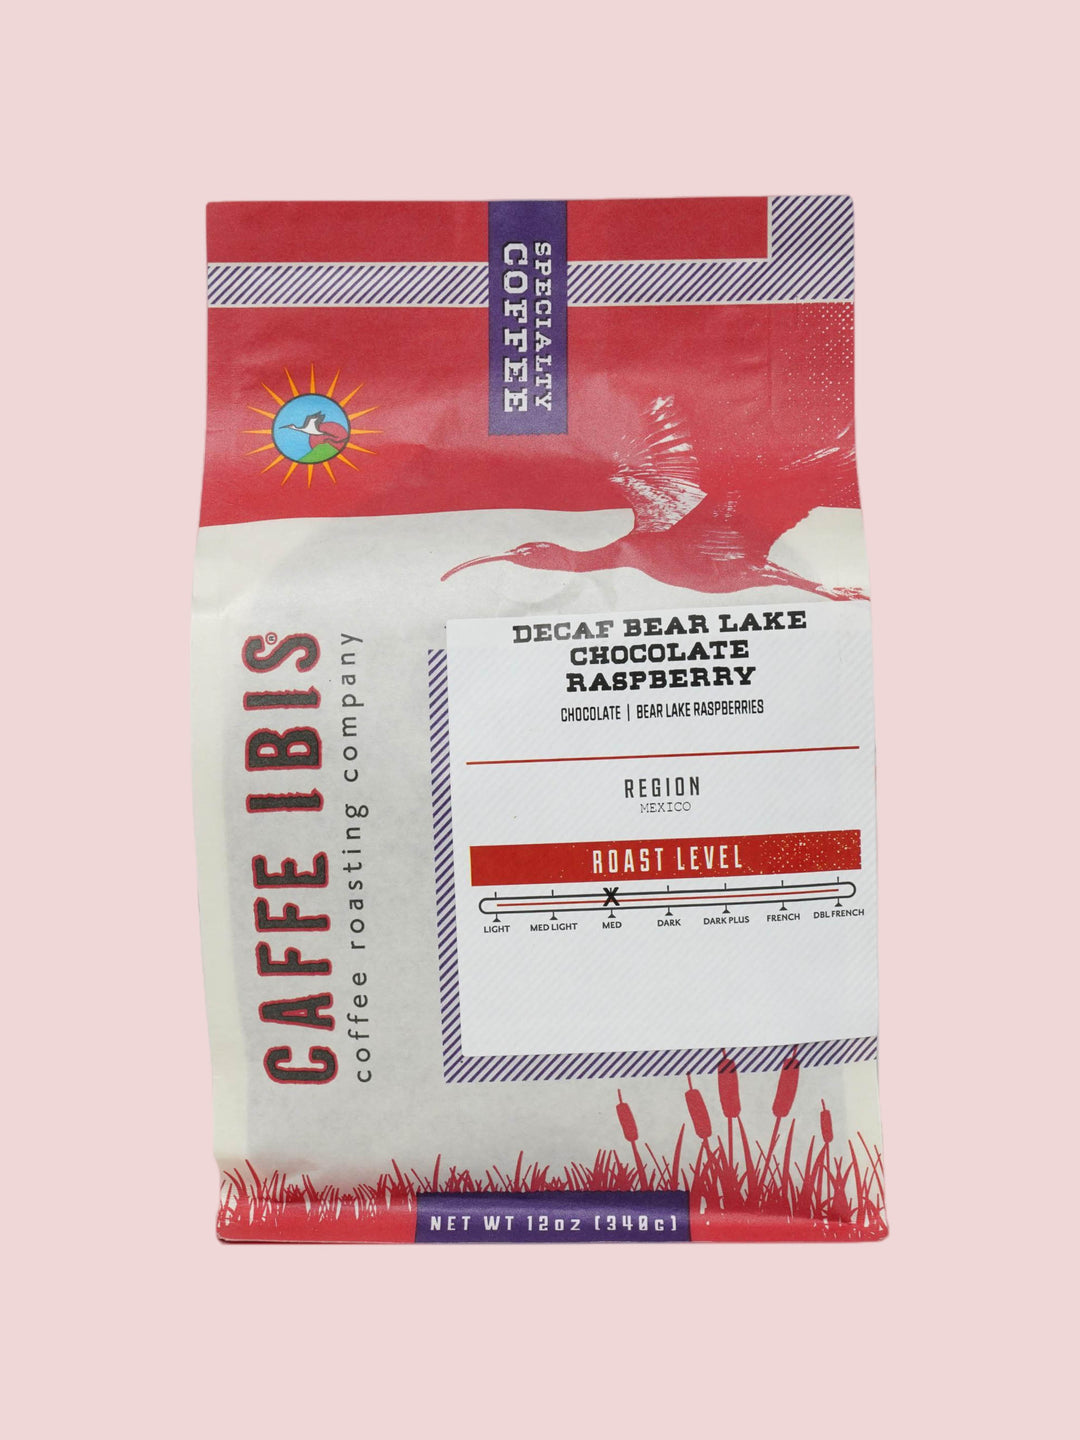 SPECIALTY
COFFEE
CAFFE IBIS®
coffee roasting company
DECAF BEAR LAKE
CHOCOLATE
RASPBERRY
CHOCOLATE | BEAR LAKE RASPBERRIES
REGION
MEXICO
ROAST LEVEL
X
LIGHT MED LIGHT MED DARK DARK PLUS FRENCH DBL FRENCH
NET WT 12oz (340g)